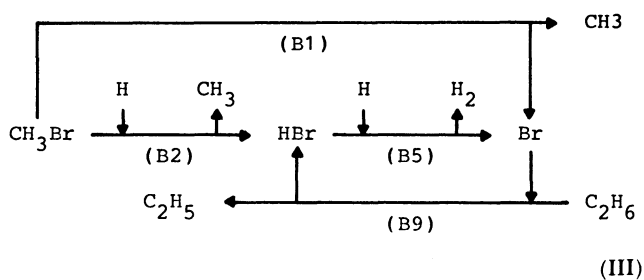 CH3
(B1)
H CH₃ H H₂
CH₃Br HBr Br
(B2) (B5)
C₂H₅ C₂H₆
(B9)
(III)